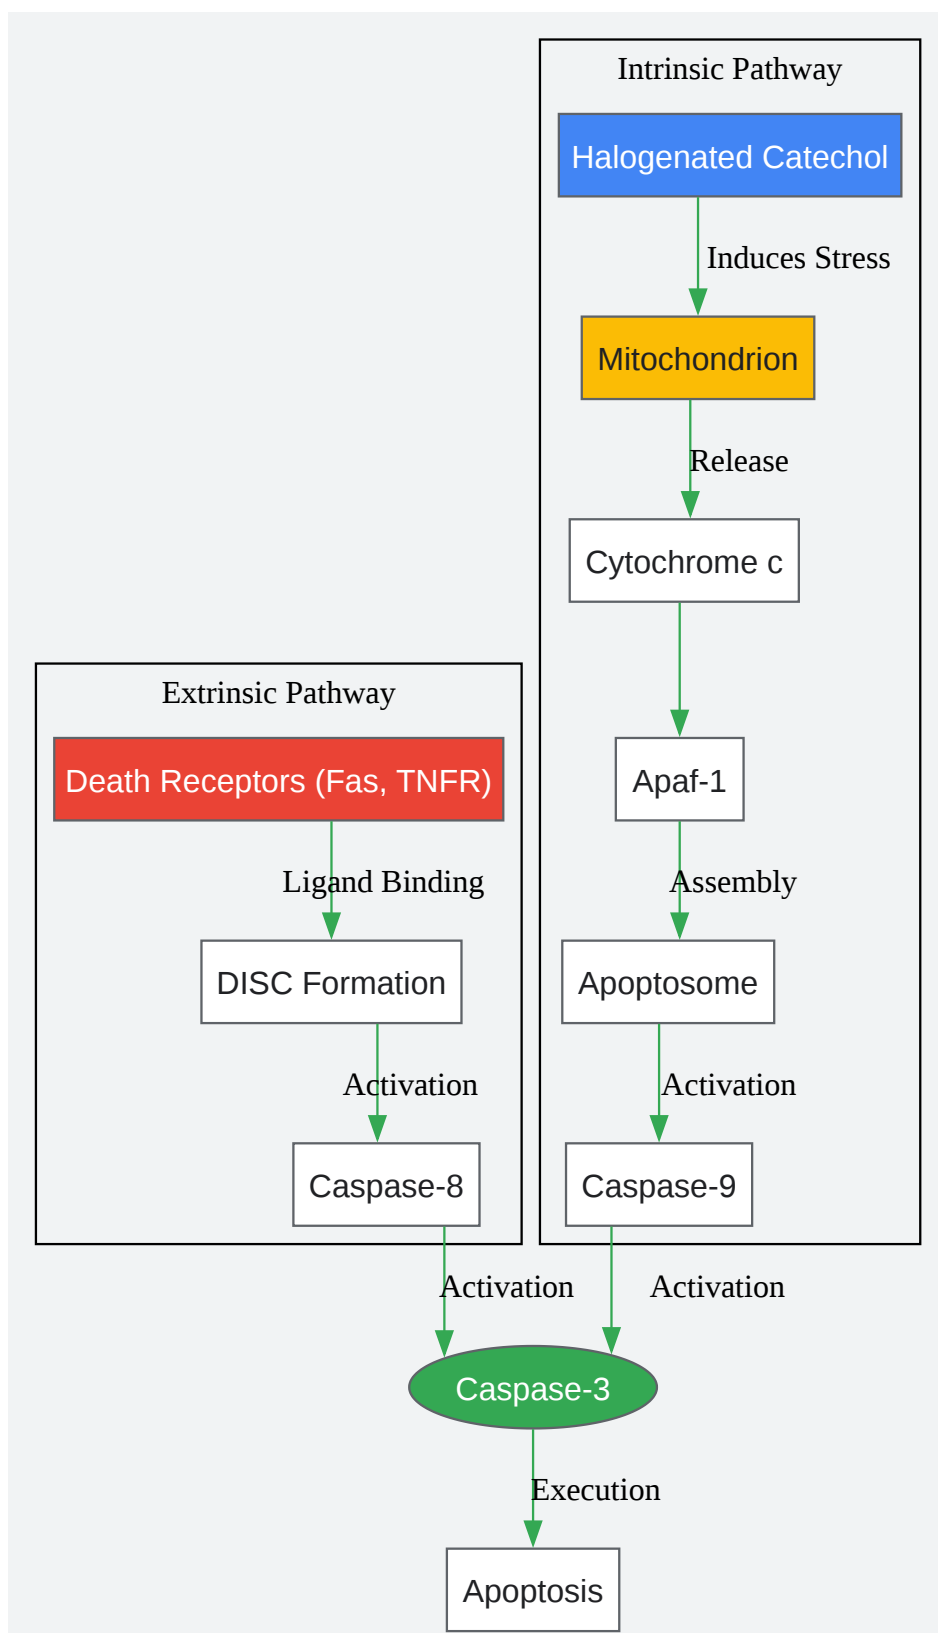 Intrinsic Pathway
Halogenated Catechol
Induces Stress
Mitochondrion
Release
Cytochrome c
Extrinsic Pathway
Death Receptors (Fas, TNFR)
Apaf-1
Ligand Binding
Assembly
DISC Formation
Apoptosome
Activation
Activation
Caspase-8
Caspase-9
Activation
Activation
Caspase-3
Execution
Apoptosis